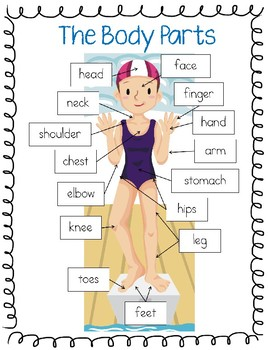 The Body Parts
head
face
neck
finger
shoulder
hand
chest
arm
elbow
stomach
hips
knee
leg
toes
feet